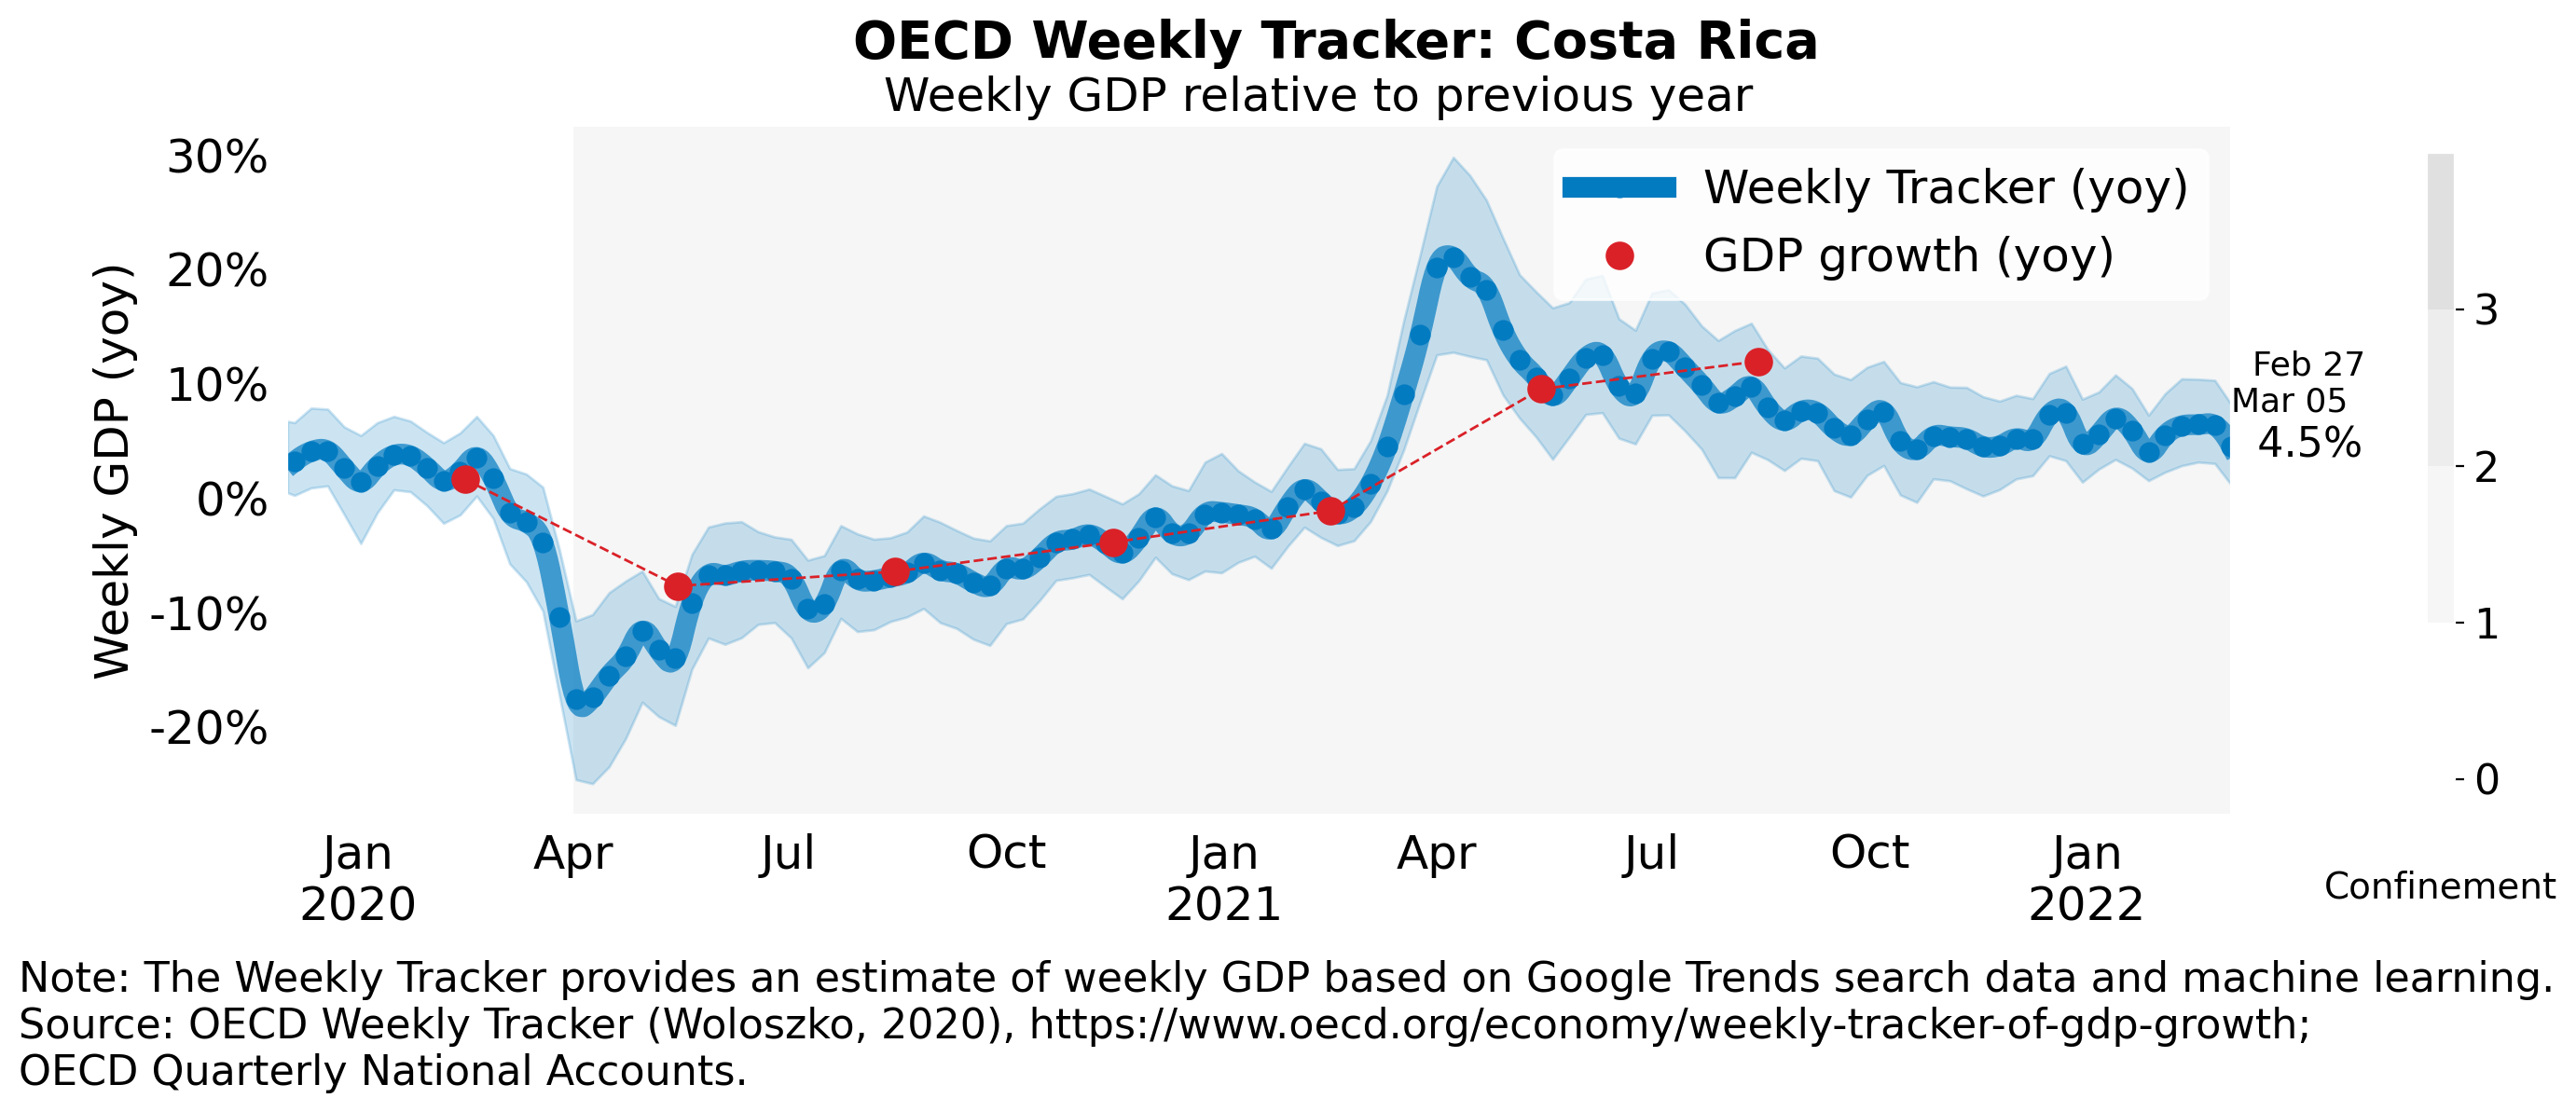 OECD Weekly Tracker: Costa Rica
Weekly GDP relative to previous year
Weekly GDP (yoy)
30%
20%
10%
0%
-10%
-20%
Weekly Tracker (yoy)
GDP growth (yoy)
Feb 27
Mar 05
4.5%
3
2
1
0
Confinement
Jan Apr Jul Oct Jan Apr Jul Oct Jan
2020 2021 2022
Note: The Weekly Tracker provides an estimate of weekly GDP based on Google Trends search data and machine learning.
Source: OECD Weekly Tracker (Woloszko, 2020), https://www.oecd.org/economy/weekly-tracker-of-gdp-growth;
OECD Quarterly National Accounts.